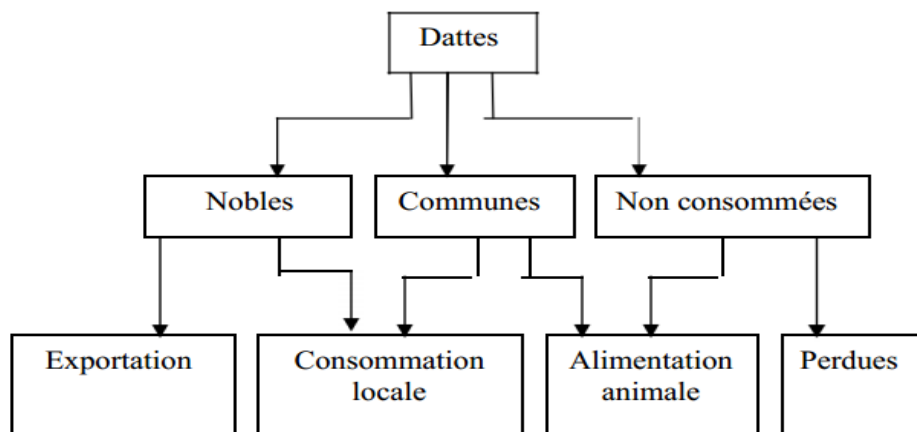 Dattes
Nobles
Communes
Non consommées
Exportation
Consommation
locale
Alimentation
animale
Perdues